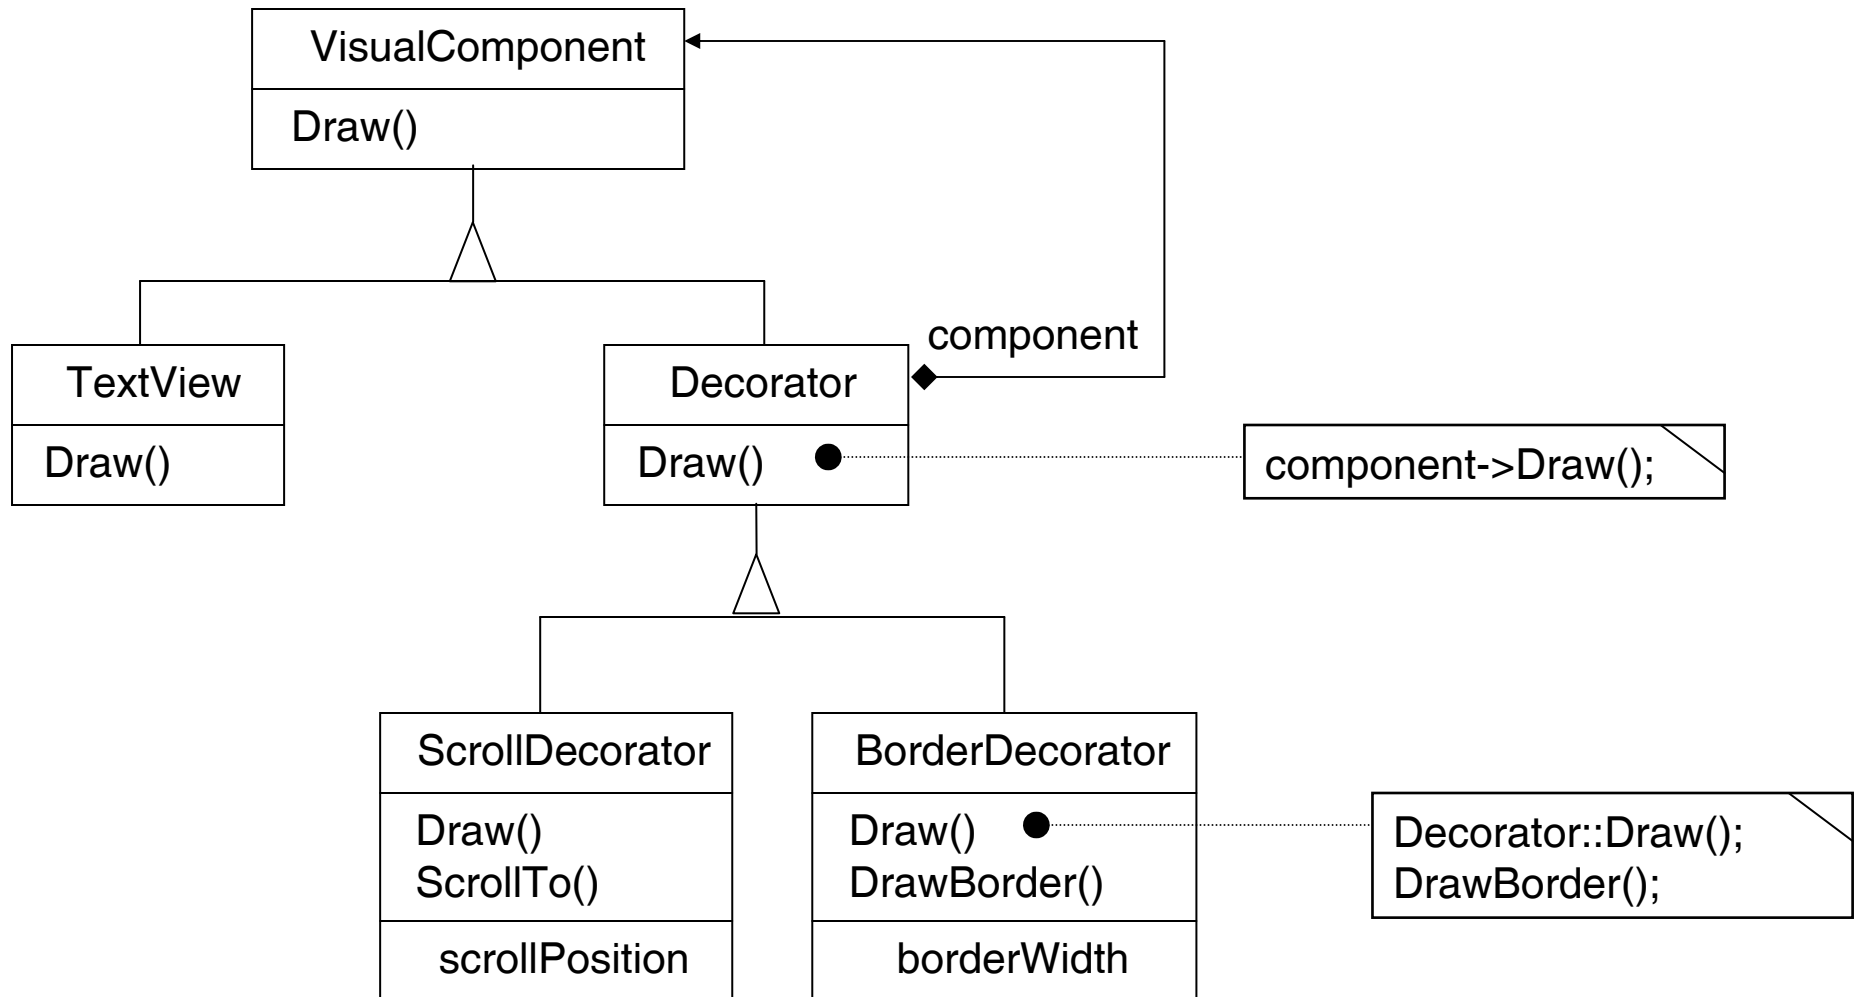 VisualComponent
Draw()
component
TextView
Draw()
Decorator
Draw()
component->Draw();
ScrollDecorator
Draw()
ScrollTo()
scrollPosition
BorderDecorator
Draw()
DrawBorder()
borderWidth
Decorator::Draw();
DrawBorder();